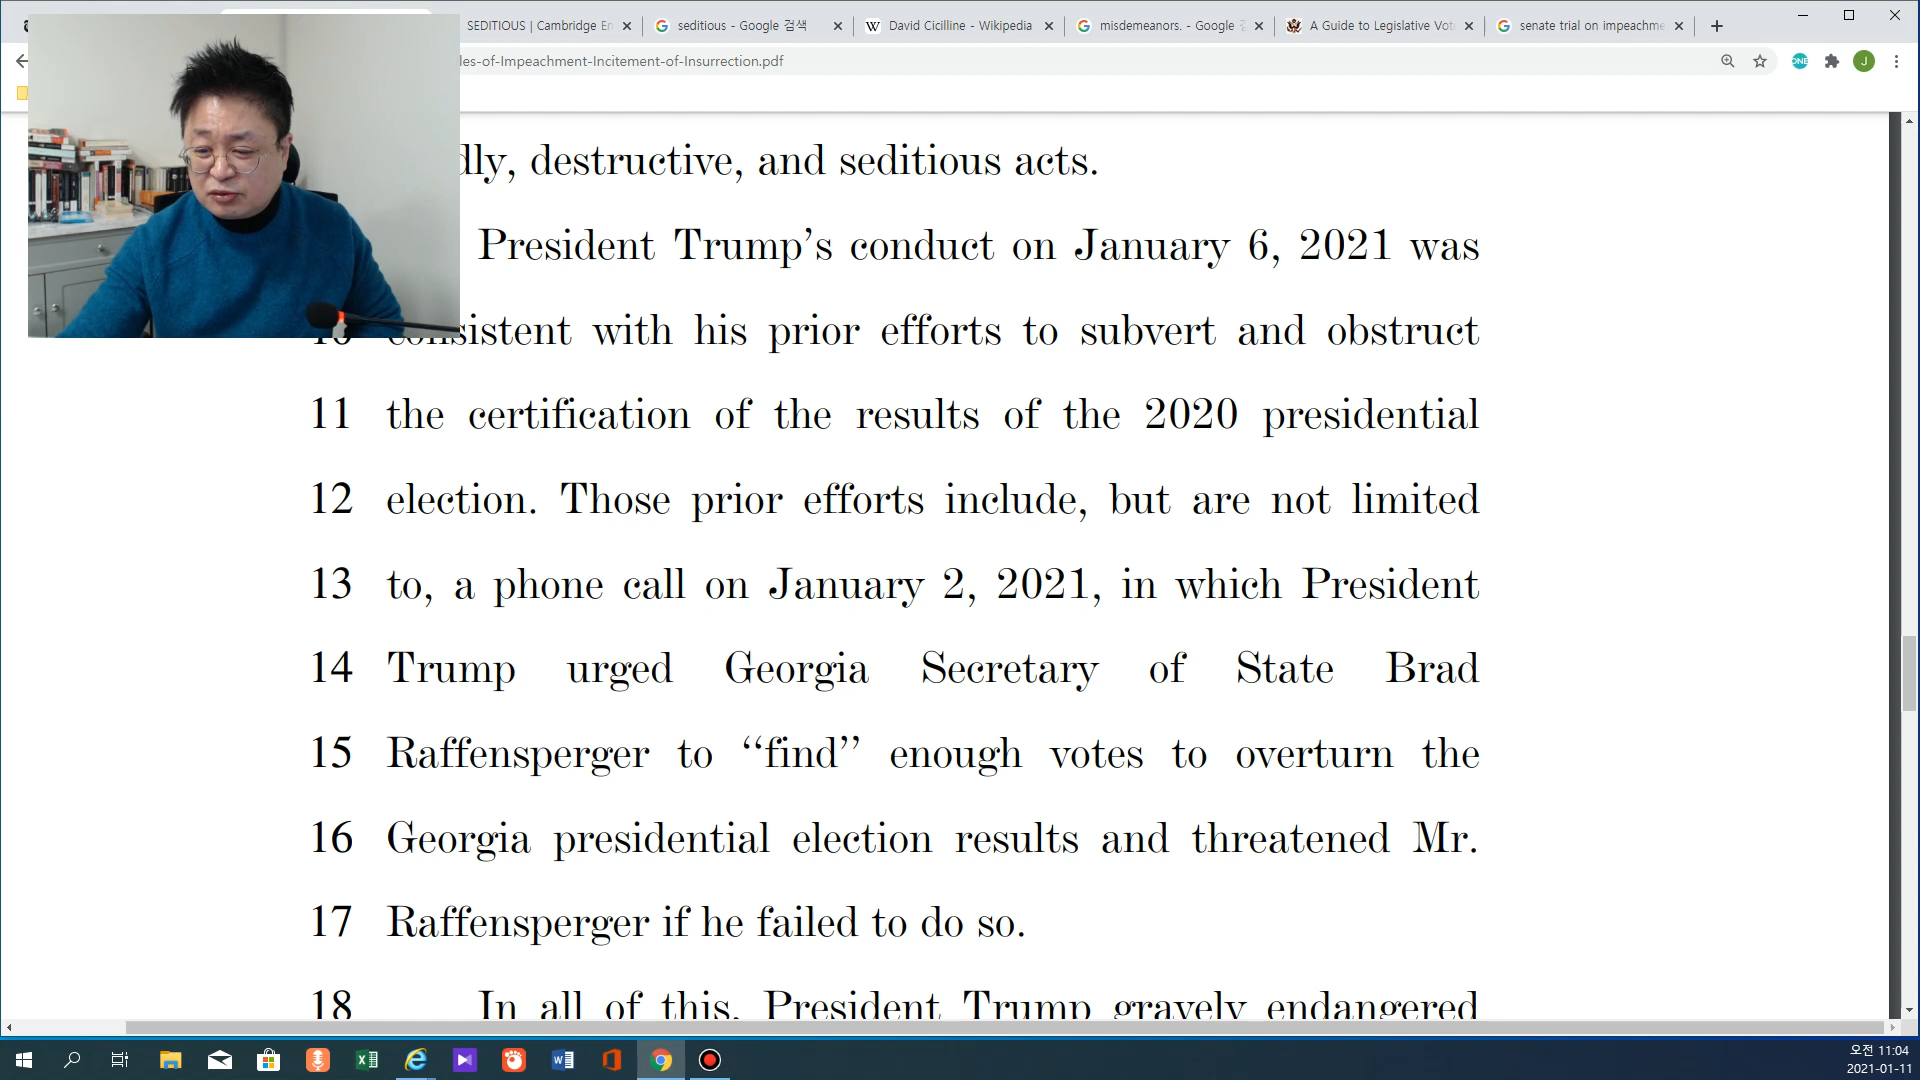 SEDITIOUS | Cambridge En
seditious - Google 검색
David Cicilline - Wikipedia
misdemeanors. - Google
A Guide to Legislative Vot
senate trial on impeachme
les-of-Impeachment-Incitement-of-Insurrection.pdf
ONE
J
dly, destructive, and seditious acts.
President Trump’s conduct on January 6, 2021 was
consistent with his prior efforts to subvert and obstruct
11 the certification of the results of the 2020 presidential
12 election. Those prior efforts include, but are not limited
13 to, a phone call on January 2, 2021, in which President
14 Trump urged Georgia Secretary of State Brad
15 Raffensperger to ‘‘find’’ enough votes to overturn the
16 Georgia presidential election results and threatened Mr.
17 Raffensperger if he failed to do so.
18 In all of this, President Trump gravely endangered
오전 11:04
2021-01-11